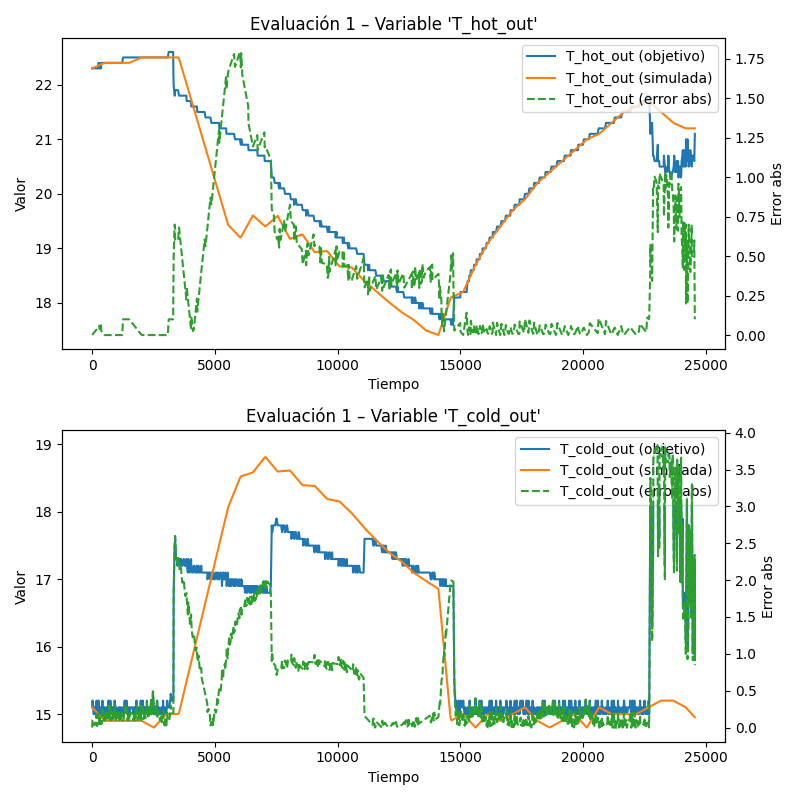 Evaluación 1 – Variable 'T_hot_out'
T_hot_out (objetivo)
T_hot_out (simulada)
T_hot_out (error abs)
Valor
22
21
20
19
18
Error abs
1.75
1.50
1.25
1.00
0.75
0.50
0.25
0.00
0 5000 10000 15000 20000 25000
Tiempo
Evaluación 1 – Variable 'T_cold_out'
T_cold_out (objetivo)
T_cold_out (simulada)
T_cold_out (error abs)
Valor
19
18
17
16
15
Error abs
4.0
3.5
3.0
2.5
2.0
1.5
1.0
0.5
0.0
0 5000 10000 15000 20000 25000
Tiempo